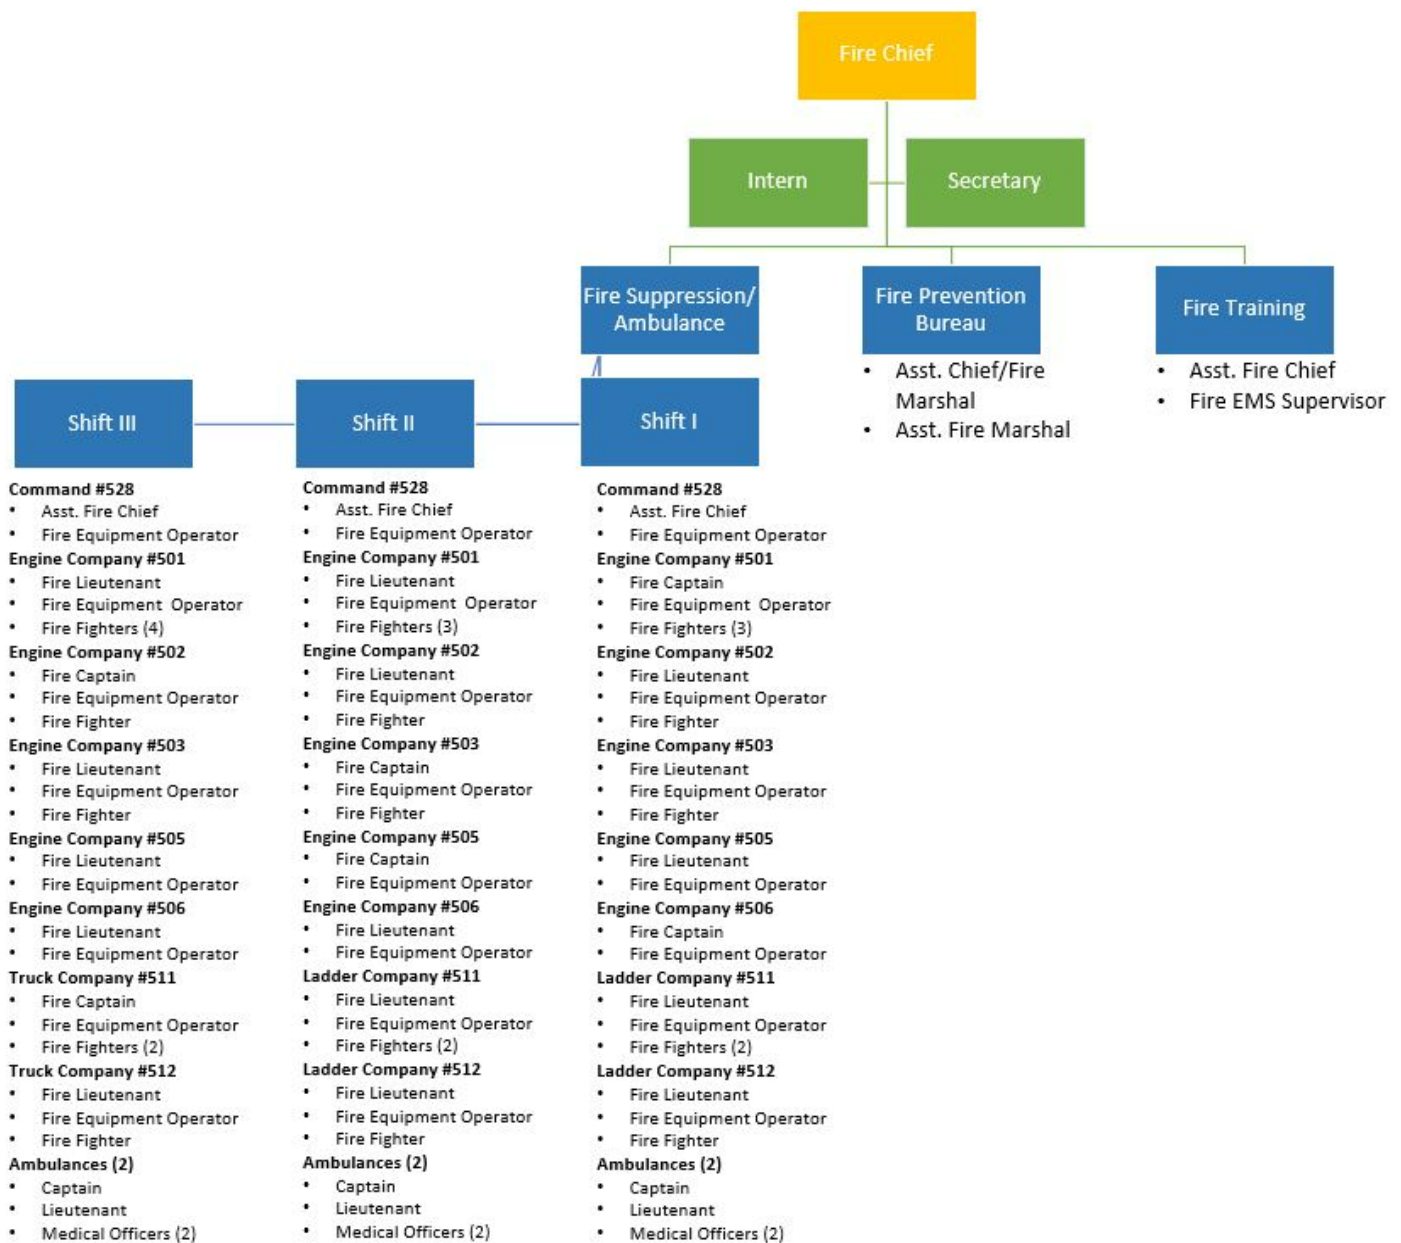 Fire Chief
Intern
Secretary
Fire Suppression/
Ambulance
Fire Prevention
Bureau
• Asst. Chief/Fire
Marshal
• Asst. Fire Marshal
Fire Training
• Asst. Fire Chief
• Fire EMS Supervisor
Shift III
Shift II
Shift I
Command #528
• Asst. Fire Chief
• Fire Equipment Operator
Engine Company #501
• Fire Lieutenant
• Fire Equipment Operator
• Fire Fighters (4)
Engine Company #502
• Fire Captain
• Fire Equipment Operator
• Fire Fighter
Engine Company #503
• Fire Lieutenant
• Fire Equipment Operator
• Fire Fighter
Engine Company #505
• Fire Lieutenant
• Fire Equipment Operator
Engine Company #506
• Fire Lieutenant
• Fire Equipment Operator
Truck Company #511
• Fire Captain
• Fire Equipment Operator
• Fire Fighters (2)
Truck Company #512
• Fire Lieutenant
• Fire Equipment Operator
• Fire Fighter
Ambulances (2)
• Captain
• Lieutenant
• Medical Officers (2)
Command #528
• Asst. Fire Chief
• Fire Equipment Operator
Engine Company #501
• Fire Lieutenant
• Fire Equipment Operator
• Fire Fighters (3)
Engine Company #502
• Fire Lieutenant
• Fire Equipment Operator
• Fire Fighter
Engine Company #503
• Fire Captain
• Fire Equipment Operator
• Fire Fighter
Engine Company #505
• Fire Captain
• Fire Equipment Operator
Engine Company #506
• Fire Lieutenant
• Fire Equipment Operator
Ladder Company #511
• Fire Lieutenant
• Fire Equipment Operator
• Fire Fighters (2)
Ladder Company #512
• Fire Lieutenant
• Fire Equipment Operator
• Fire Fighter
Ambulances (2)
• Captain
• Lieutenant
• Medical Officers (2)
Command #528
• Asst. Fire Chief
• Fire Equipment Operator
Engine Company #501
• Fire Captain
• Fire Equipment Operator
• Fire Fighters (3)
Engine Company #502
• Fire Lieutenant
• Fire Equipment Operator
• Fire Fighter
Engine Company #503
• Fire Lieutenant
• Fire Equipment Operator
• Fire Fighter
Engine Company #505
• Fire Lieutenant
• Fire Equipment Operator
Engine Company #506
• Fire Captain
• Fire Equipment Operator
Ladder Company #511
• Fire Lieutenant
• Fire Equipment Operator
• Fire Fighters (2)
Ladder Company #512
• Fire Lieutenant
• Fire Equipment Operator
• Fire Fighter
Ambulances (2)
• Captain
• Lieutenant
• Medical Officers (2)